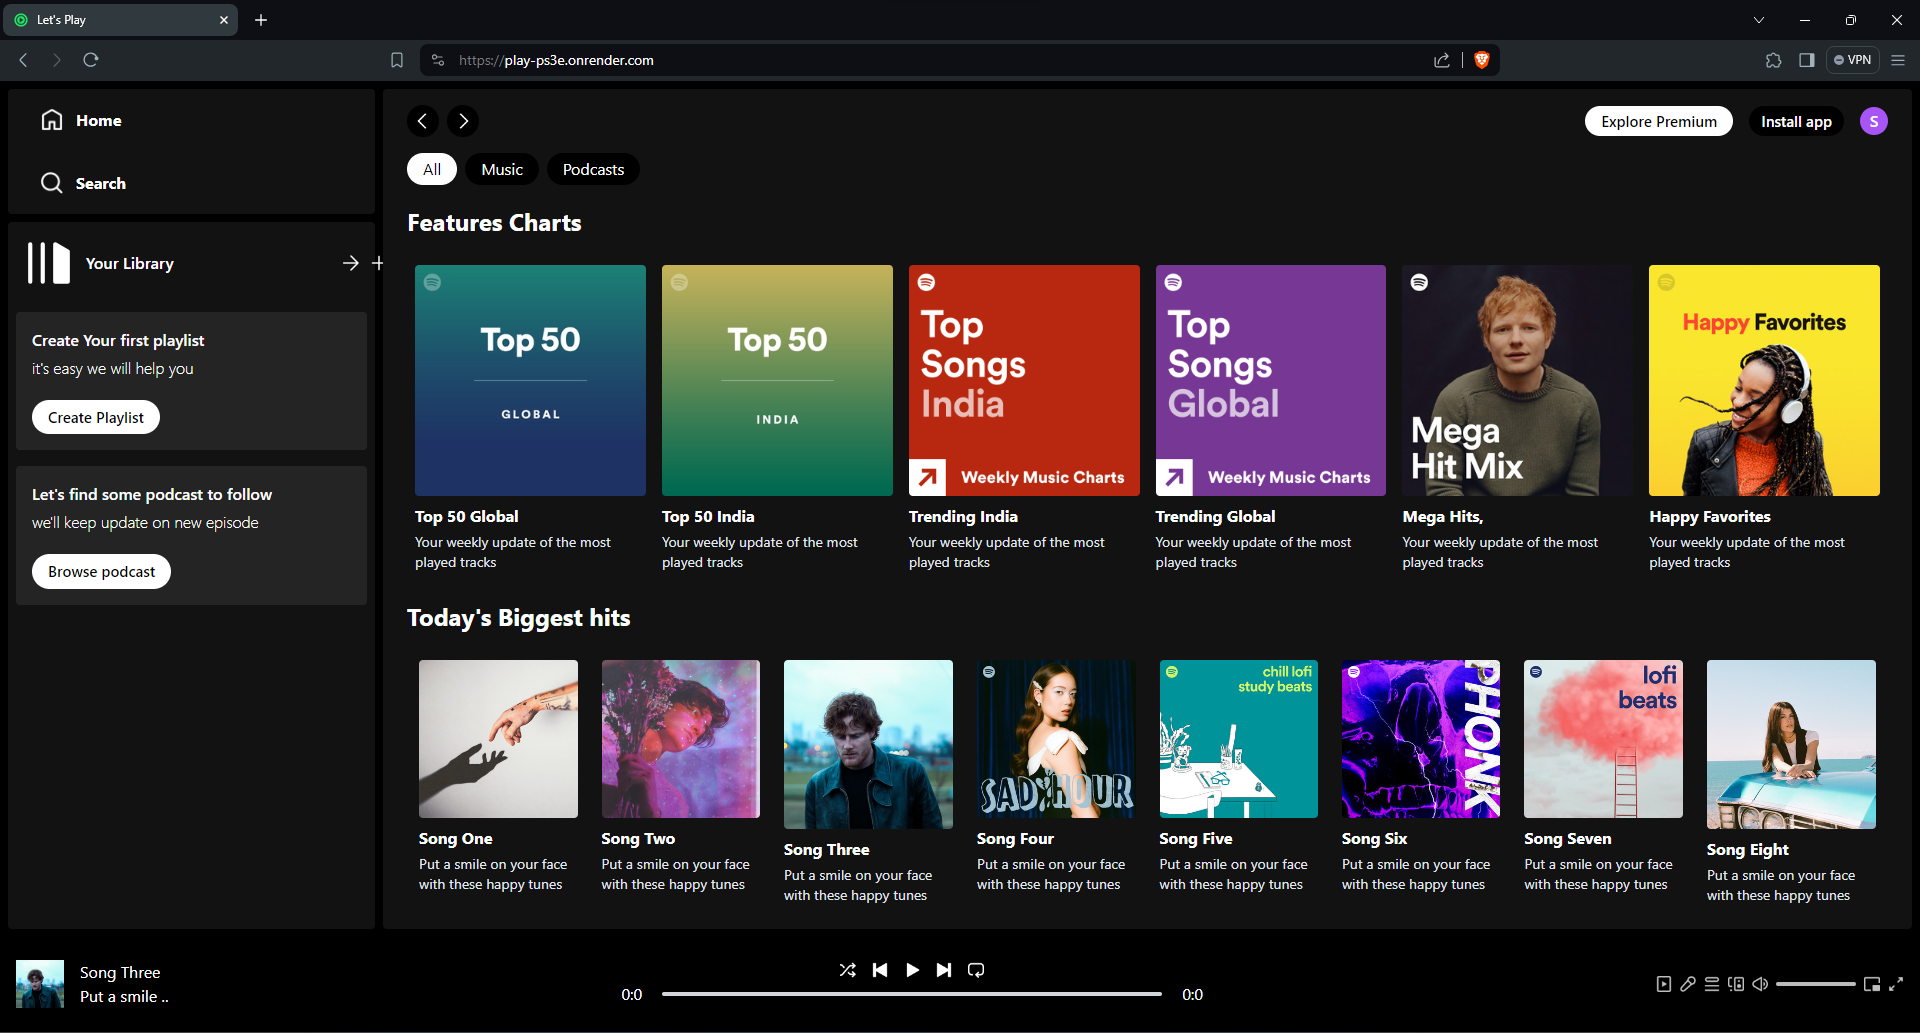 Let's Play
https://play-ps3e.onrender.com
VPN
Home
Search
Your Library
Create Your first playlist
it's easy we will help you
Create Playlist
Let's find some podcast to follow
we'll keep update on new episode
Browse podcast
Explore Premium
Install app
S
All
Music
Podcasts
Features Charts
Top 50
GLOBAL
Top 50 Global
Your weekly update of the most
played tracks
Top 50
INDIA
Top 50 India
Your weekly update of the most
played tracks
Top
Songs
India
Weekly Music Charts
Trending India
Your weekly update of the most
played tracks
Top
Songs
Global
Weekly Music Charts
Trending Global
Your weekly update of the most
played tracks
Mega
Hit Mix
Mega Hits,
Your weekly update of the most
played tracks
Happy Favorites
Happy Favorites
Your weekly update of the most
played tracks
Today's Biggest hits
Song One
Put a smile on your face
with these happy tunes
Song Two
Put a smile on your face
with these happy tunes
Song Three
Put a smile on your face
with these happy tunes
SAD HOUR
Song Four
Put a smile on your face
with these happy tunes
chill lofi
study beats
Song Five
Put a smile on your face
with these happy tunes
PHONK
Song Six
Put a smile on your face
with these happy tunes
lofi
beats
Song Seven
Put a smile on your face
with these happy tunes
Song Eight
Put a smile on your face
with these happy tunes
Song Three
Put a smile ..
0:0
0:0